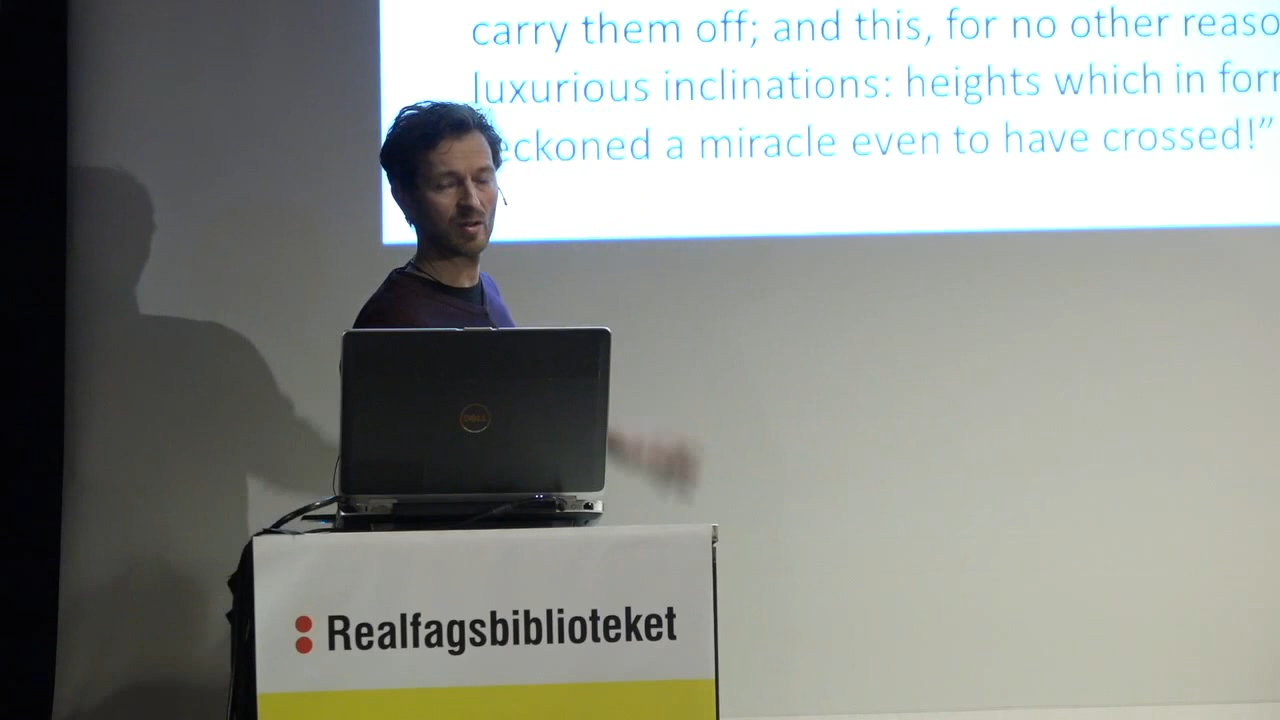 carry them off; and this, for no other reaso
luxurious inclinations: heights which in for
eckoned a miracle even to have crossed!”
DELL
Realfagsbiblioteket